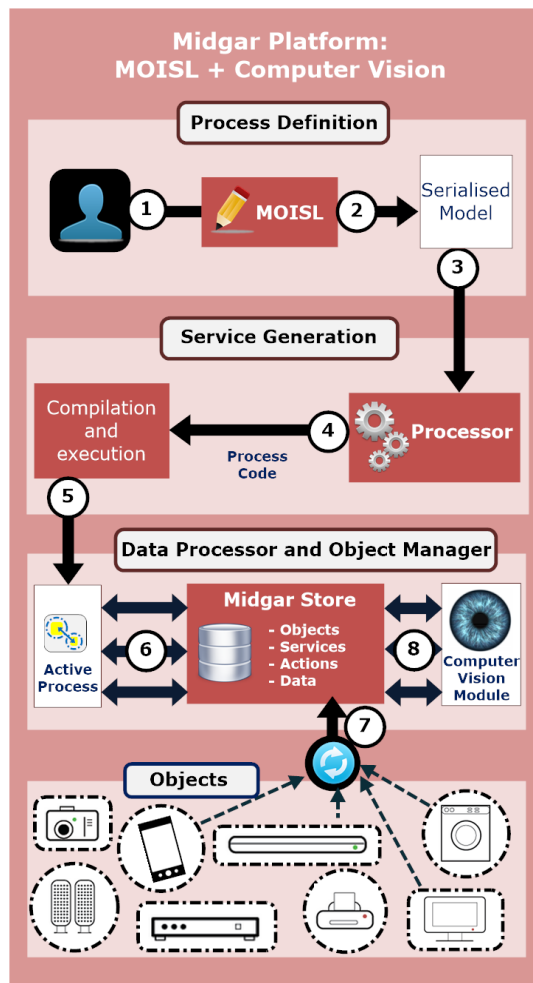 Midgar Platform:
MOISL + Computer Vision
Process Definition
1
MOISL
2
Serialised
Model
3
Service Generation
Compilation
and
execution
4
Process
Code
Processor
5
Data Processor and Object Manager
Active
Process
6
Midgar Store
- Objects
- Services
- Actions
- Data
8
Computer
Vision
Module
7
Objects